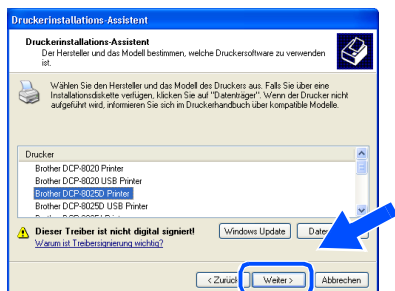 Druckerinstallations-Assistent
Druckerinstallations-Assistent
Der Hersteller und das Modell bestimmen, welche Druckersoftware zu verwenden
ist.
Wählen Sie den Hersteller und das Modell des Druckers aus. Falls Sie über eine
Installationsdiskette verfügen, klicken Sie auf "Datenträger". Wenn der Drucker nicht
aufgeführt wird, informieren Sie sich im Druckerhandbuch über kompatible Modelle.
Drucker
Brother DCP-8020 Printer
Brother DCP-8020 USB Printer
Brother DCP-8025D Printer
Brother DCP-8025D USB Printer
Dieser Treiber ist nicht digital signiert!
Windows Update
Warum ist Treibersignierung wichtig?
< Zurück
Weiter >
Abbrechen